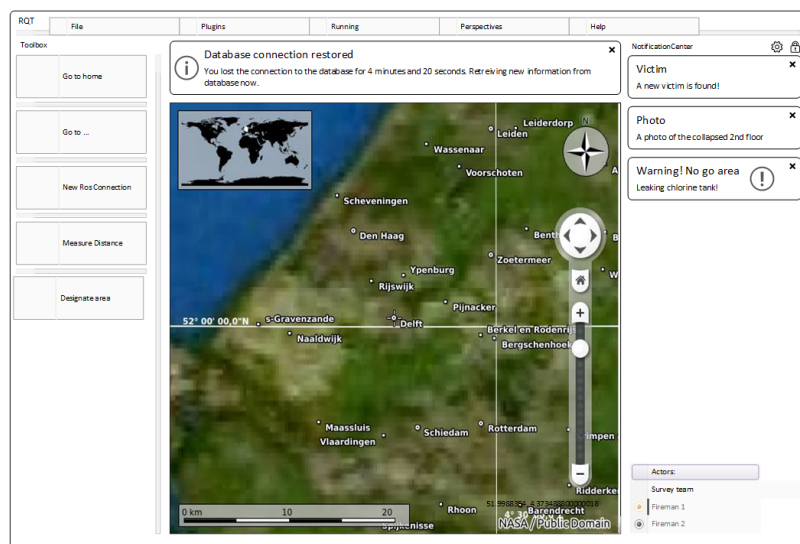 RQT
File
Plugins
Running
Perspectives
Help
Toolbox
Go to home
Go to ...
New Ros Connection
Measure Distance
Designate area
Database connection restored
You lost the connection to the database for 4 minutes and 20 seconds. Retreiving new information from
database now.
NotificationCenter
Victim
A new victim is found!
Photo
A photo of the collapsed 2nd floor
Warning! No go area
Leaking chlorine tank!
N
Leiderdorp
Leiden
Wassenaar
Voorschoten
Scheveningen
Den Haag
Zoetermeer
Ypenburg
Rijswijk
Pijnacker
52° 00' 00,0"N
s-Gravenzande
Delft
Naaldwijk
Berkel en Rodenrijs
Bergschenhoek
Maassluis
Vlaardingen
Schiedam
Rotterdam
Rhoon
Barendrecht
0 km
10
20
NASA / Public Domain
Actors:
Survey team
Fireman 1
Fireman 2